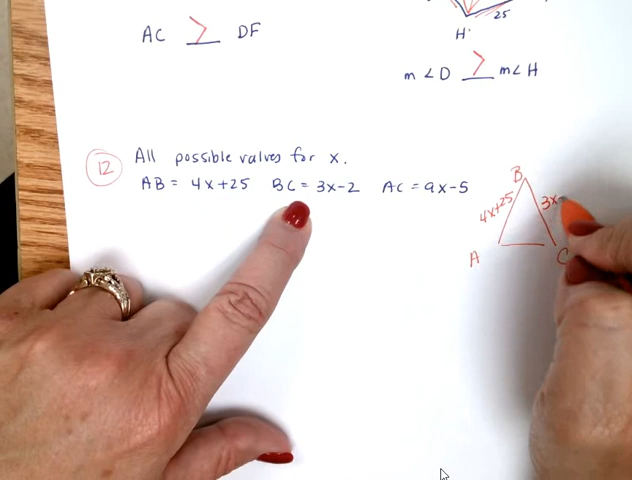 25
H
AC > DF
m<D > m<H
12 All possible values for x.
AB = 4x+25 BC = 3x-2 AC = 9x-5
B
4x+25 3x
A C